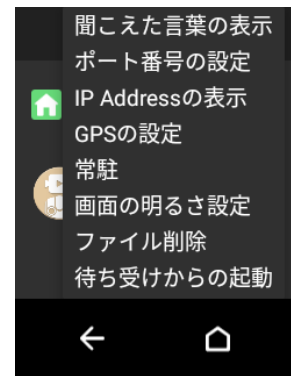 聞こえた言葉の表示
ポート番号の設定
IP Addressの表示
GPSの設定
常駐
画面の明るさ設定
ファイル削除
待ち受けからの起動